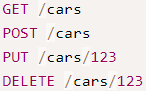 GET /cars
POST /cars
PUT /cars/123
DELETE /cars/123